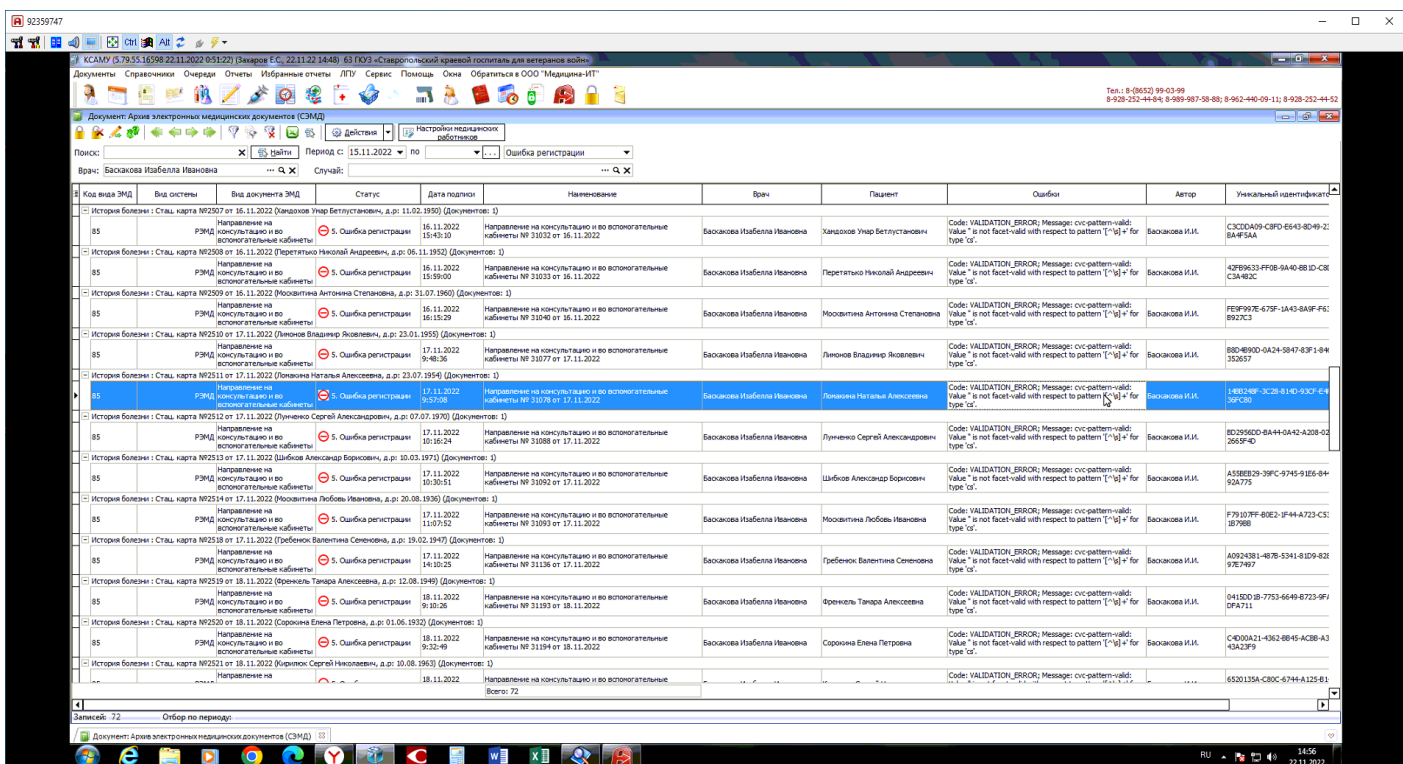 92359747
Ctrl Alt
КСАМУ (5.79.55.16598 22.11.2022 0:51:22) (Захаров Е.С., 22.11.22 14:48) 63 ГКУЗ «Ставропольский краевой госпиталь для ветеранов войн»
Документы Справочники Очереди Отчеты Избранные отчеты ЛПУ Сервис Помощь Окна Обратиться в ООО "Медицина-ИТ"
Тел.: 8-(8652) 99-03-99
8-928-252-44-84; 8-989-987-58-88; 8-962-440-09-11; 8-928-252-44-52
Документ: Архив электронных медицинских документов (СЭМД)
Действия Настройки медицинских
работников
Поиск: Найти Период с: 15.11.2022 по ... Ошибка регистрации
Врач: Баскакова Изабелла Ивановна ... Случай: ...
Код вида ЭМД Вид системы Вид документа ЭМД Статус Дата подписи Наименование Врач Пациент Ошибки Автор Уникальный идентификато
История болезни : Стац. карта №2507 от 16.11.2022 (Хандохов Умар Бетлустанович, д.р: 11.02.1950) (Документов: 1)
85 РЭМД Направление на консультацию и во вспомогательные кабинеты 5. Ошибка регистрации 16.11.2022 15:43:10 Направление на консультацию и во вспомогательные кабинеты № 31032 от 16.11.2022 Баскакова Изабелла Ивановна Хандохов Умар Бетлустанович Code: VALIDATION_ERROR; Message: cvc-pattern-valid: Value '' is not facet-valid with respect to pattern '[^\s]+' for type 'cs'. Баскакова И.И.
История болезни : Стац. карта №2508 от 16.11.2022 (Перетятько Николай Андреевич, д.р: 06.11.1952) (Документов: 1)
85 РЭМД Направление на консультацию и во вспомогательные кабинеты 5. Ошибка регистрации 16.11.2022 15:59:00 Направление на консультацию и во вспомогательные кабинеты № 31033 от 16.11.2022 Баскакова Изабелла Ивановна Перетятько Николай Андреевич Code: VALIDATION_ERROR; Message: cvc-pattern-valid: Value '' is not facet-valid with respect to pattern '[^\s]+' for type 'cs'. Баскакова И.И.
История болезни : Стац. карта №2509 от 16.11.2022 (Москвитина Антонина Степановна, д.р: 31.07.1960) (Документов: 1)
85 РЭМД Направление на консультацию и во вспомогательные кабинеты 5. Ошибка регистрации 16.11.2022 16:15:29 Направление на консультацию и во вспомогательные кабинеты № 31040 от 16.11.2022 Баскакова Изабелла Ивановна Москвитина Антонина Степановна Code: VALIDATION_ERROR; Message: cvc-pattern-valid: Value '' is not facet-valid with respect to pattern '[^\s]+' for type 'cs'. Баскакова И.И.
История болезни : Стац. карта №2510 от 17.11.2022 (Лимонов Владимир Яковлевич, д.р: 23.01.1955) (Документов: 1)
85 РЭМД Направление на консультацию и во вспомогательные кабинеты 5. Ошибка регистрации 17.11.2022 9:48:36 Направление на консультацию и во вспомогательные кабинеты № 31077 от 17.11.2022 Баскакова Изабелла Ивановна Лимонов Владимир Яковлевич Code: VALIDATION_ERROR; Message: cvc-pattern-valid: Value '' is not facet-valid with respect to pattern '[^\s]+' for type 'cs'. Баскакова И.И.
История болезни : Стац. карта №2511 от 17.11.2022 (Ломакина Наталья Алексеевна, д.р: 23.07.1954) (Документов: 1)
85 РЭМД Направление на консультацию и во вспомогательные кабинеты 5. Ошибка регистрации 17.11.2022 9:57:08 Направление на консультацию и во вспомогательные кабинеты № 31078 от 17.11.2022 Баскакова Изабелла Ивановна Ломакина Наталья Алексеевна Code: VALIDATION_ERROR; Message: cvc-pattern-valid: Value '' is not facet-valid with respect to pattern '[^\s]+' for type 'cs'. Баскакова И.И.
История болезни : Стац. карта №2512 от 17.11.2022 (Лунченко Сергей Александрович, д.р: 07.07.1970) (Документов: 1)
85 РЭМД Направление на консультацию и во вспомогательные кабинеты 5. Ошибка регистрации 17.11.2022 10:16:24 Направление на консультацию и во вспомогательные кабинеты № 31088 от 17.11.2022 Баскакова Изабелла Ивановна Лунченко Сергей Александрович Code: VALIDATION_ERROR; Message: cvc-pattern-valid: Value '' is not facet-valid with respect to pattern '[^\s]+' for type 'cs'. Баскакова И.И.
История болезни : Стац. карта №2513 от 17.11.2022 (Шибков Александр Борисович, д.р: 10.03.1971) (Документов: 1)
85 РЭМД Направление на консультацию и во вспомогательные кабинеты 5. Ошибка регистрации 17.11.2022 10:30:51 Направление на консультацию и во вспомогательные кабинеты № 31092 от 17.11.2022 Баскакова Изабелла Ивановна Шибков Александр Борисович Code: VALIDATION_ERROR; Message: cvc-pattern-valid: Value '' is not facet-valid with respect to pattern '[^\s]+' for type 'cs'. Баскакова И.И.
История болезни : Стац. карта №2514 от 17.11.2022 (Москвитина Любовь Ивановна, д.р: 20.08.1936) (Документов: 1)
85 РЭМД Направление на консультацию и во вспомогательные кабинеты 5. Ошибка регистрации 17.11.2022 11:07:52 Направление на консультацию и во вспомогательные кабинеты № 31093 от 17.11.2022 Баскакова Изабелла Ивановна Москвитина Любовь Ивановна Code: VALIDATION_ERROR; Message: cvc-pattern-valid: Value '' is not facet-valid with respect to pattern '[^\s]+' for type 'cs'. Баскакова И.И.
История болезни : Стац. карта №2518 от 17.11.2022 (Гребенюк Валентина Семеновна, д.р: 19.02.1947) (Документов: 1)
85 РЭМД Направление на консультацию и во вспомогательные кабинеты 5. Ошибка регистрации 17.11.2022 14:10:25 Направление на консультацию и во вспомогательные кабинеты № 31136 от 17.11.2022 Баскакова Изабелла Ивановна Гребенюк Валентина Семеновна Code: VALIDATION_ERROR; Message: cvc-pattern-valid: Value '' is not facet-valid with respect to pattern '[^\s]+' for type 'cs'. Баскакова И.И.
История болезни : Стац. карта №2519 от 18.11.2022 (Френкель Тамара Алексеевна, д.р: 12.08.1949) (Документов: 1)
85 РЭМД Направление на консультацию и во вспомогательные кабинеты 5. Ошибка регистрации 18.11.2022 9:10:26 Направление на консультацию и во вспомогательные кабинеты № 31193 от 18.11.2022 Баскакова Изабелла Ивановна Френкель Тамара Алексеевна Code: VALIDATION_ERROR; Message: cvc-pattern-valid: Value '' is not facet-valid with respect to pattern '[^\s]+' for type 'cs'. Баскакова И.И.
История болезни : Стац. карта №2520 от 18.11.2022 (Сорокина Елена Петровна, д.р: 01.06.1932) (Документов: 1)
85 РЭМД Направление на консультацию и во вспомогательные кабинеты 5. Ошибка регистрации 18.11.2022 9:32:49 Направление на консультацию и во вспомогательные кабинеты № 31194 от 18.11.2022 Баскакова Изабелла Ивановна Сорокина Елена Петровна Code: VALIDATION_ERROR; Message: cvc-pattern-valid: Value '' is not facet-valid with respect to pattern '[^\s]+' for type 'cs'. Баскакова И.И.
История болезни : Стац. карта №2521 от 18.11.2022 (Кирилюк Сергей Николаевич, д.р: 10.08.1963) (Документов: 1)
Направление на 18.11.2022 Направление на консультацию и во вспомогательные Code: VALIDATION_ERROR; Message: cvc-pattern-valid:
Всего: 72
Записей: 72 Отбор по периоду:
Документ: Архив электронных медицинских документов (СЭМД)
RU 14:56
22.11.2022